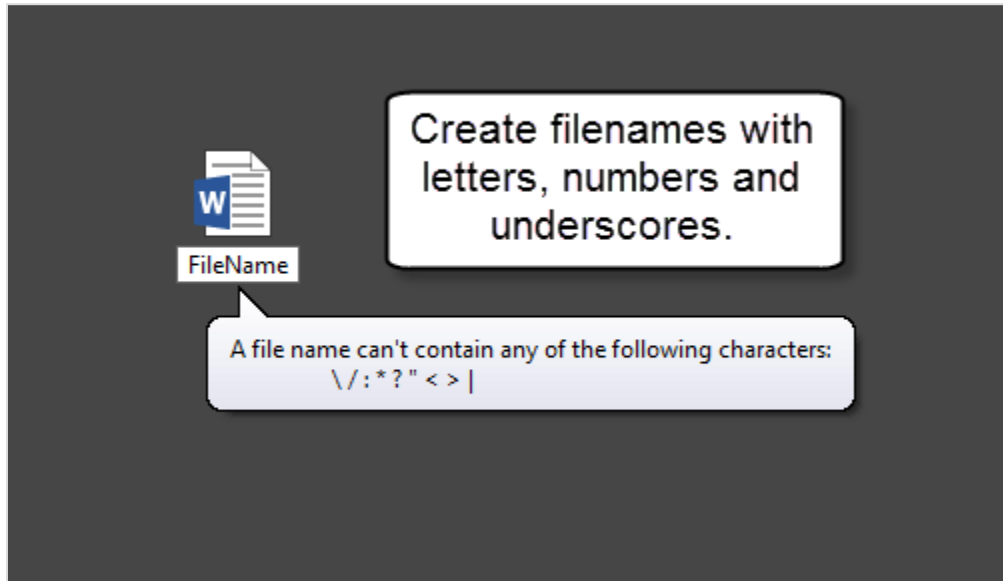 Create filenames with
letters, numbers and
underscores.
W
FileName
A file name can't contain any of the following characters:
\ / : * ? " < > |